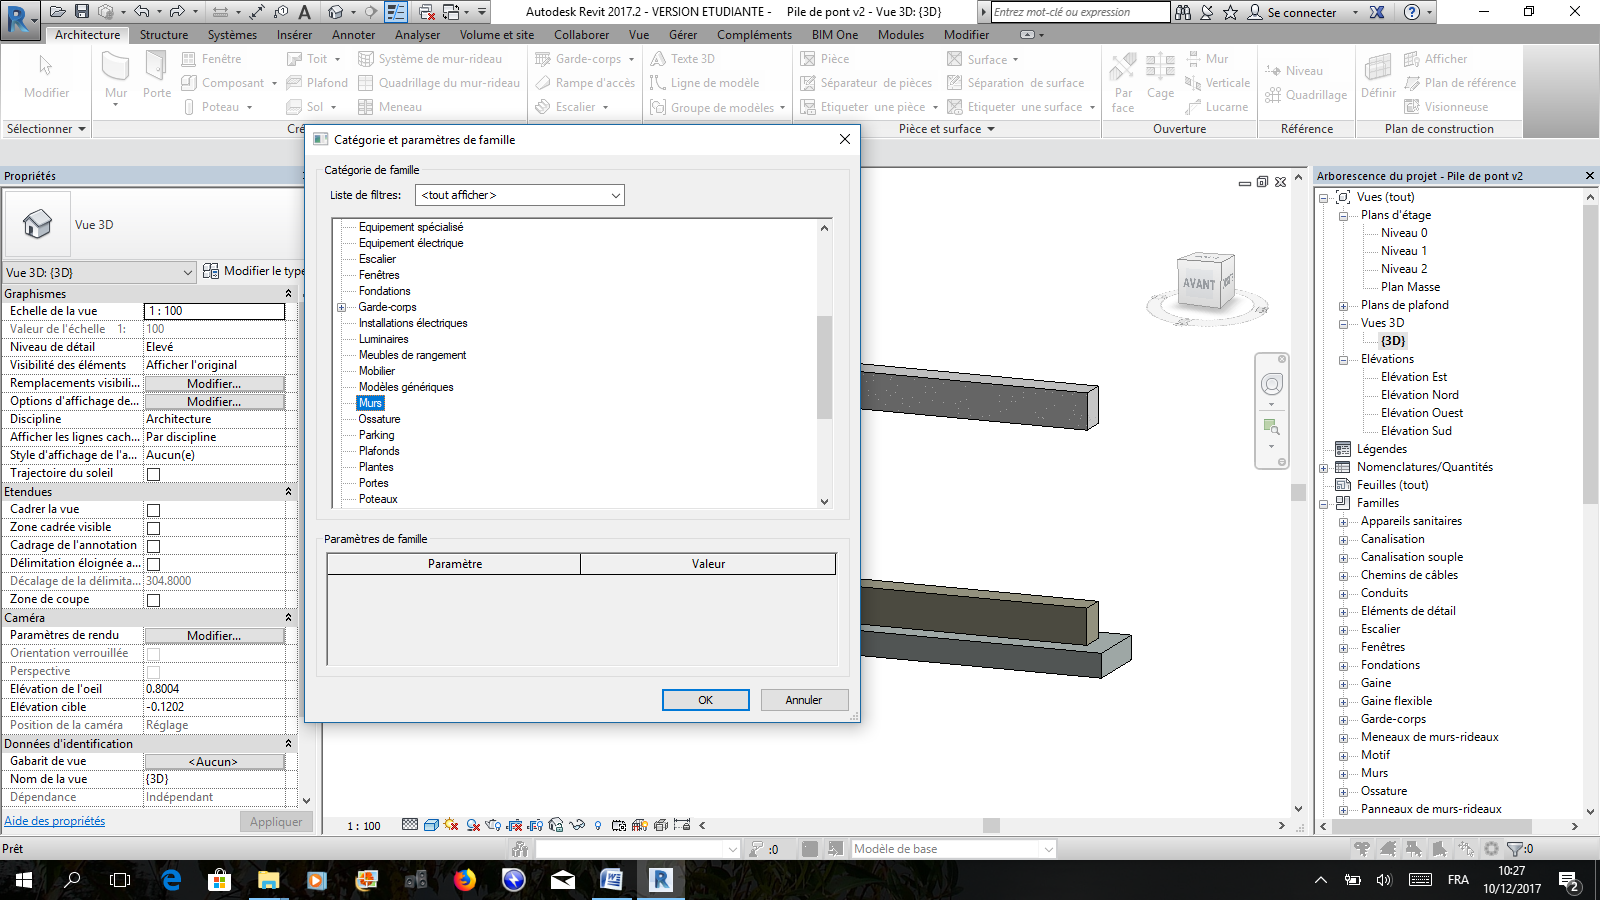 Autodesk Revit 2017.2 - VERSION ETUDIANTE - Pile de pont v2 - Vue 3D: {3D}
Entrez mot-clé ou expression
Se connecter
Architecture Structure Systèmes Insérer Annoter Analyser Volume et site Collaborer Vue Gérer Compléments BIM One Modules Modifier
Modifier
Sélectionner
Mur
Porte
Fenêtre
Composant
Poteau
Toit
Plafond
Sol
Système de mur-rideau
Quadrillage du mur-rideau
Meneau
Garde-corps
Rampe d'accès
Escalier
Texte 3D
Ligne de modèle
Groupe de modèles
Pièce
Séparateur de pièces
Etiqueter une pièce
Surface
Séparation de surface
Etiqueter une surface
Pièce et surface
Par face
Cage
Mur
Verticale
Lucarne
Ouverture
Niveau
Quadrillage
Référence
Définir
Afficher
Plan de référence
Visionneuse
Plan de construction
Propriétés
Vue 3D
Vue 3D: {3D}
Modifier le type
Graphismes
Echelle de la vue 1 : 100
Valeur de l'échelle 1: 100
Niveau de détail Elevé
Visibilité des éléments Afficher l'original
Remplacements visibili... Modifier...
Options d'affichage de... Modifier...
Discipline Architecture
Afficher les lignes cach... Par discipline
Style d'affichage de l'a... Aucun(e)
Trajectoire du soleil
Etendues
Cadrer la vue
Zone cadrée visible
Cadrage de l'annotation
Délimitation éloignée a...
Décalage de la délimita... 304.8000
Zone de coupe
Caméra
Paramètres de rendu Modifier...
Orientation verrouillée
Perspective
Elévation de l'oeil 0.8004
Elévation cible -0.1202
Position de la caméra Réglage
Données d'identification
Gabarit de vue <Aucun>
Nom de la vue {3D}
Dépendance Indépendant
Aide des propriétés
Appliquer
Catégorie et paramètres de famille
Catégorie de famille
Liste de filtres: <tout afficher>
Equipement spécialisé
Equipement électrique
Escalier
Fenêtres
Fondations
Garde-corps
Installations électriques
Luminaires
Meubles de rangement
Mobilier
Modèles génériques
Murs
Ossature
Parking
Plafonds
Plantes
Portes
Poteaux
Paramètres de famille
Paramètre Valeur
OK Annuler
AVANT
1 : 100
Arborescence du projet - Pile de pont v2
Vues (tout)
Plans d'étage
Niveau 0
Niveau 1
Niveau 2
Plan Masse
Plans de plafond
Vues 3D
{3D}
Elévations
Elévation Est
Elévation Nord
Elévation Ouest
Elévation Sud
Légendes
Nomenclatures/Quantités
Feuilles (tout)
Familles
Appareils sanitaires
Canalisation
Canalisation souple
Chemins de câbles
Conduits
Eléments de détail
Escalier
Fenêtres
Fondations
Gaine
Gaine flexible
Garde-corps
Meneaux de murs-rideaux
Motif
Murs
Ossature
Panneaux de murs-rideaux
Prêt
:0
Modèle de base
:0
FRA
10:27
10/12/2017
2